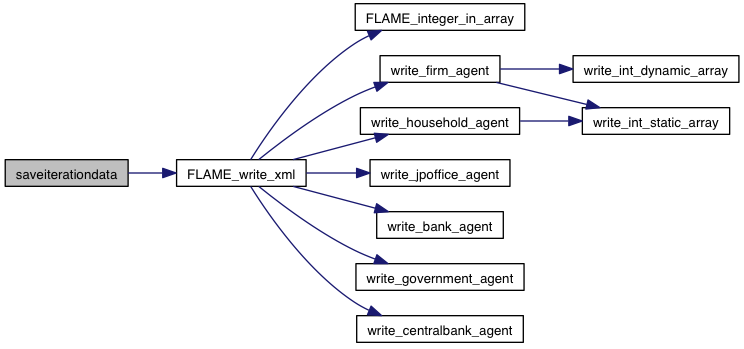 FLAME_integer_in_array
write_firm_agent
write_int_dynamic_array
write_household_agent
write_int_static_array
saveiterationdata
FLAME_write_xml
write_jpoffice_agent
write_bank_agent
write_government_agent
write_centralbank_agent